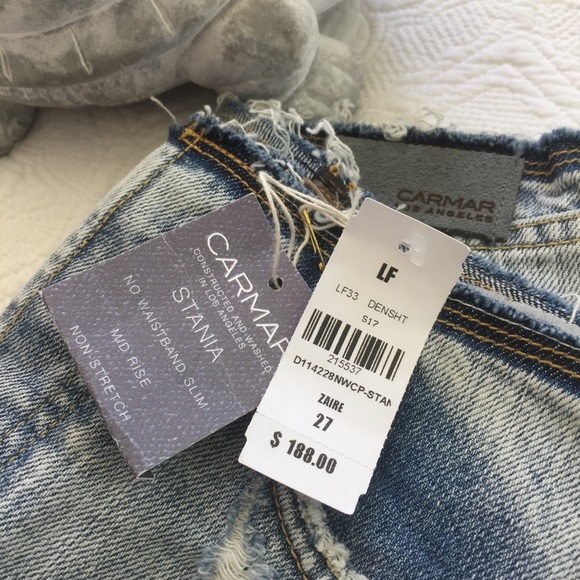 CARMAR
LOS ANGELES
CARMAR
CONSTRUCTED AND WASHED
IN LOS ANGELES
STANIA
NO WAISTBAND SLIM
MID RISE
NON-STRETCH
LF
LF33 DENSHT
S17
215537
D114228NWCP-STAN
ZAIRE
27
$ 188.00